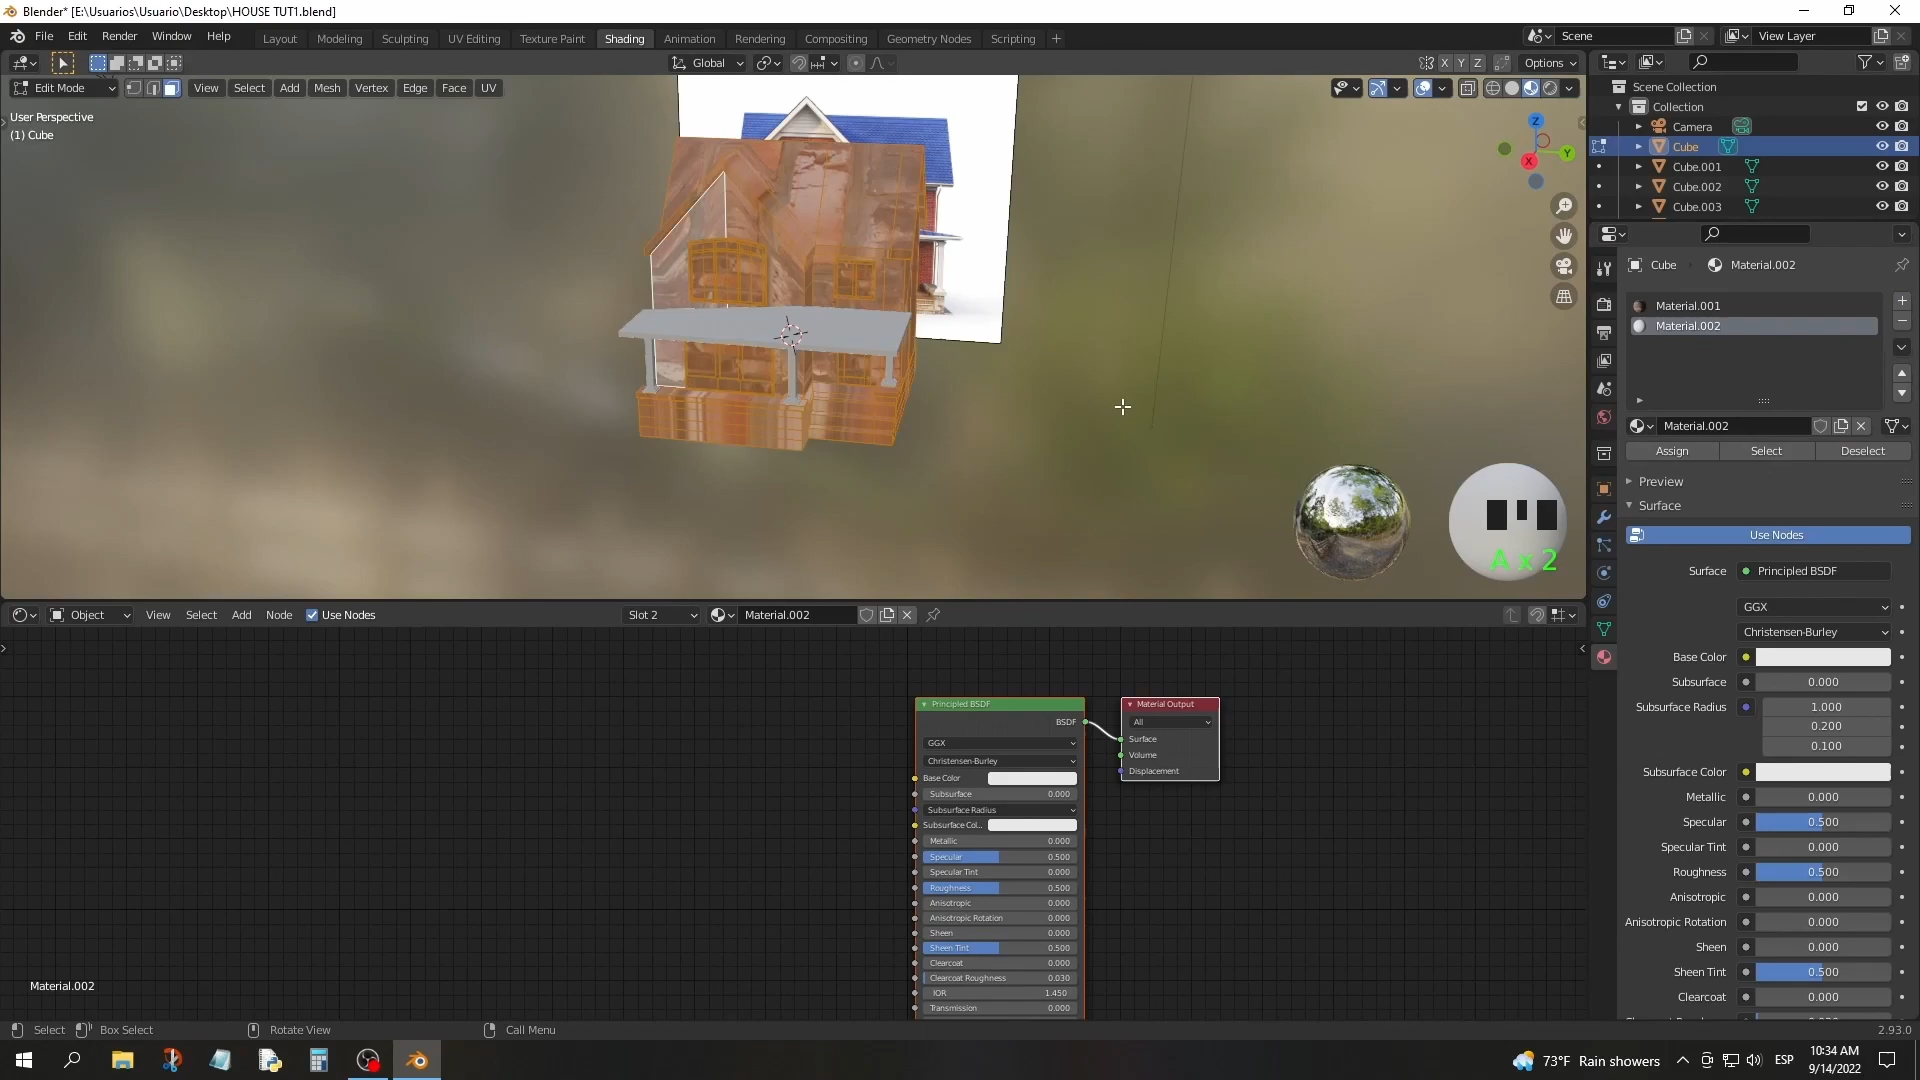 Blender* [E:\Usuarios\Usuario\Desktop\HOUSE TUT1.blend]
File Edit Render Window Help Layout Modeling Sculpting UV Editing Texture Paint Shading Animation Rendering Compositing Geometry Nodes Scripting + Scene View Layer
Global X Y Z Options
Edit Mode View Select Add Mesh Vertex Edge Face UV
User Perspective
(1) Cube
Z
Y
X
A x 2
Scene Collection
Collection
Camera
Cube
Cube.001
Cube.002
Cube.003
Cube Material.002
Material.001
Material.002
Material.002
Assign Select Deselect
Preview
Surface
Use Nodes
Surface Principled BSDF
GGX
Christensen-Burley
Base Color
Subsurface 0.000
Subsurface Radius 1.000
0.200
0.100
Subsurface Color
Metallic 0.000
Specular 0.500
Specular Tint 0.000
Roughness 0.500
Anisotropic 0.000
Anisotropic Rotation 0.000
Sheen 0.000
Sheen Tint 0.500
Clearcoat 0.000
Object View Select Add Node Use Nodes Slot 2 Material.002
Principled BSDF
BSDF
GGX
Christensen-Burley
Base Color
Subsurface 0.000
Subsurface Radius
Subsurface Col..
Metallic 0.000
Specular 0.500
Specular Tint 0.000
Roughness 0.500
Anisotropic 0.000
Anisotropic Rotation 0.000
Sheen 0.000
Sheen Tint 0.500
Clearcoat 0.000
Clearcoat Roughness 0.030
IOR 1.450
Transmission 0.000
Material Output
All
Surface
Volume
Displacement
Material.002
Select Box Select Rotate View Call Menu 2.93.0
73°F Rain showers ESP 10:34 AM
9/14/2022